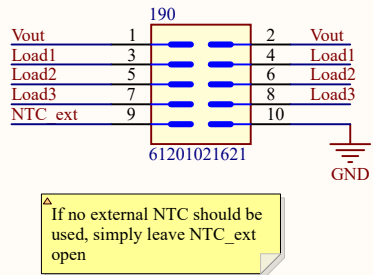 190
Vout 1 2 Vout
Load1 3 4 Load1
Load2 5 6 Load2
Load3 7 8 Load3
NTC_ext 9 10
61201021621
GND
If no external NTC should be
used, simply leave NTC_ext
open